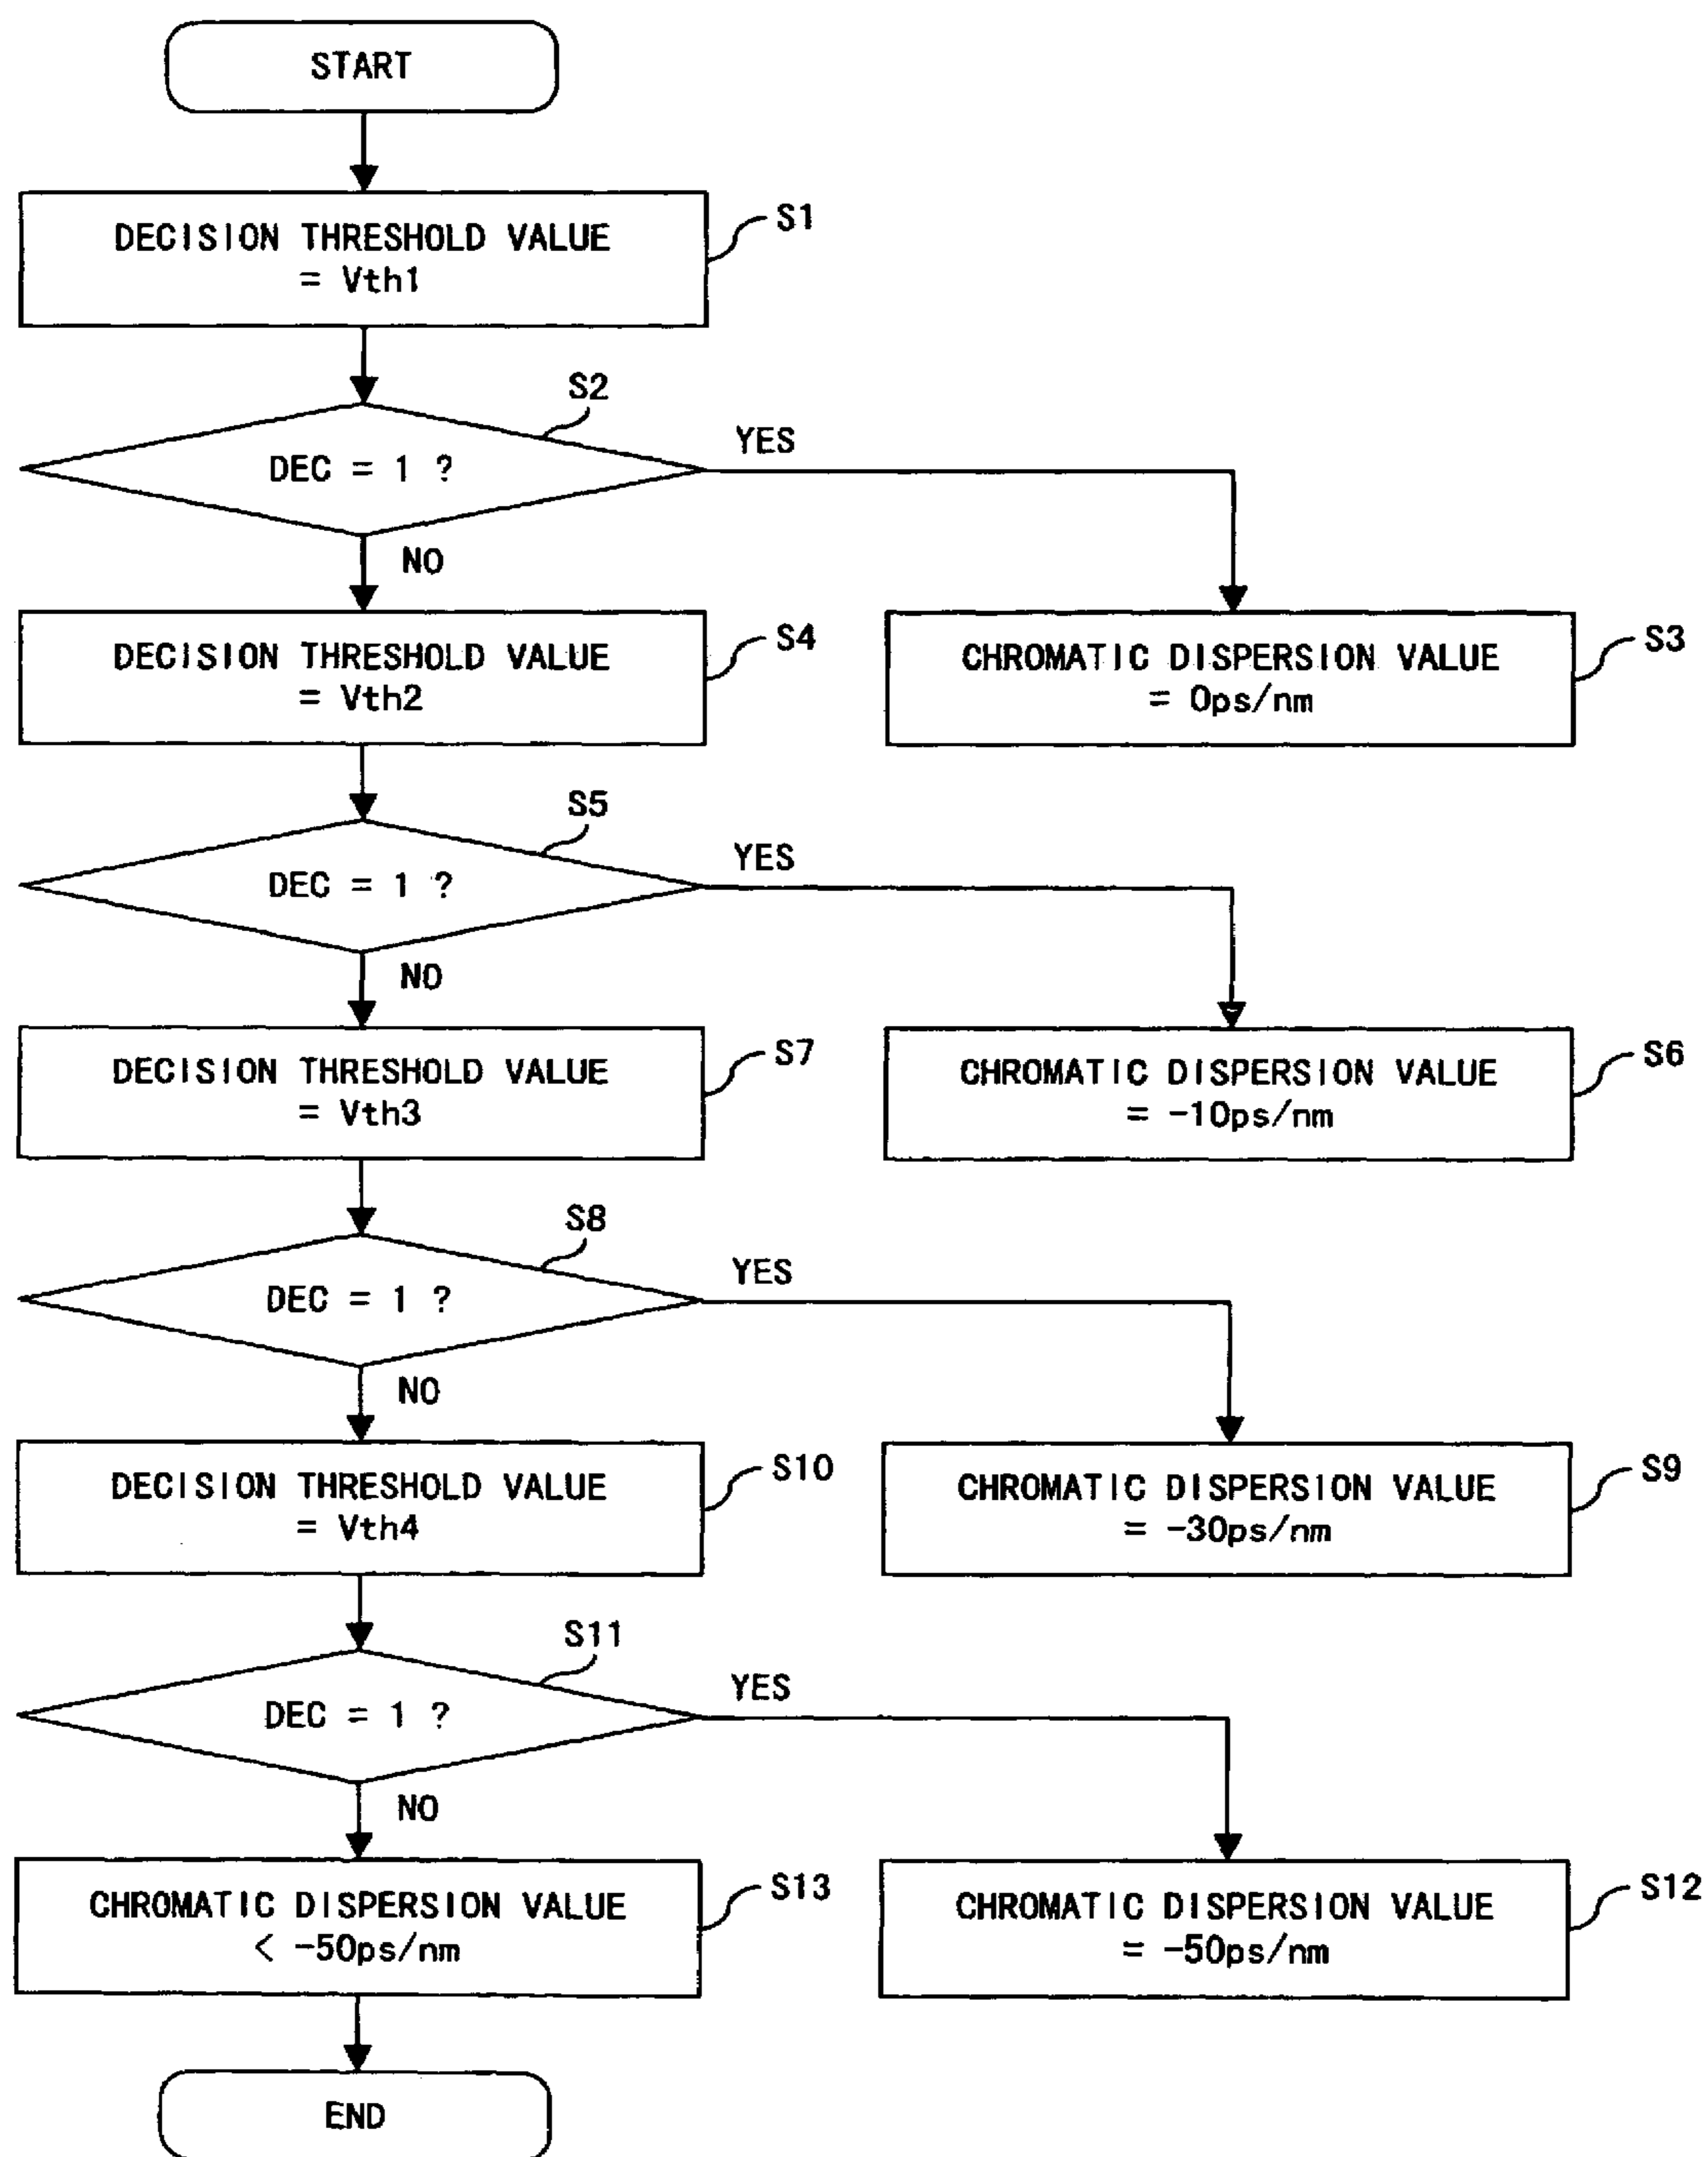 START
DECISION THRESHOLD VALUE
= Vth1
S1
S2
DEC = 1 ?
YES
NO
DECISION THRESHOLD VALUE
= Vth2
S4
CHROMATIC DISPERSION VALUE
= 0ps/nm
S3
S5
DEC = 1 ?
YES
NO
DECISION THRESHOLD VALUE
= Vth3
S7
CHROMATIC DISPERSION VALUE
= -10ps/nm
S6
S8
DEC = 1 ?
YES
NO
DECISION THRESHOLD VALUE
= Vth4
S10
CHROMATIC DISPERSION VALUE
= -30ps/nm
S9
S11
DEC = 1 ?
YES
NO
CHROMATIC DISPERSION VALUE
< -50ps/nm
S13
CHROMATIC DISPERSION VALUE
= -50ps/nm
S12
END